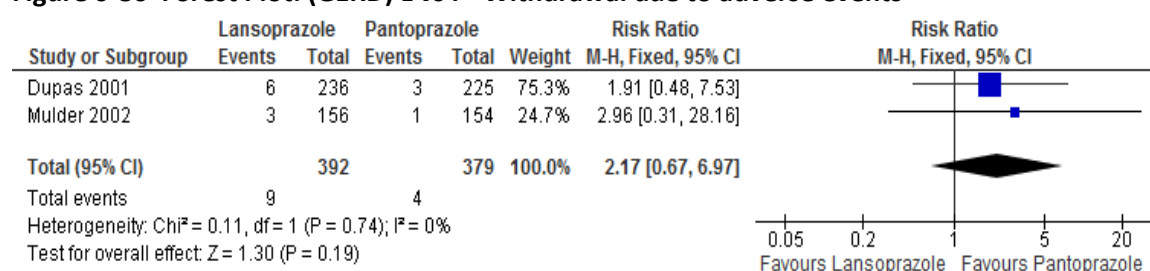 Lansoprazole Pantoprazole Risk Ratio Risk Ratio
Study or Subgroup Events Total Events Total Weight M-H, Fixed, 95% CI M-H, Fixed, 95% CI
Dupas 2001 6 236 3 225 75.3% 1.91 [0.48, 7.53]
Mulder 2002 3 156 1 154 24.7% 2.96 [0.31, 28.16]
Total (95% CI) 392 379 100.0% 2.17 [0.67, 6.97]
Total events 9 4
Heterogeneity: Chi² = 0.11, df = 1 (P = 0.74); I² = 0%
Test for overall effect: Z = 1.30 (P = 0.19)
0.05 0.2 1 5 20
Favours Lansoprazole Favours Pantoprazole